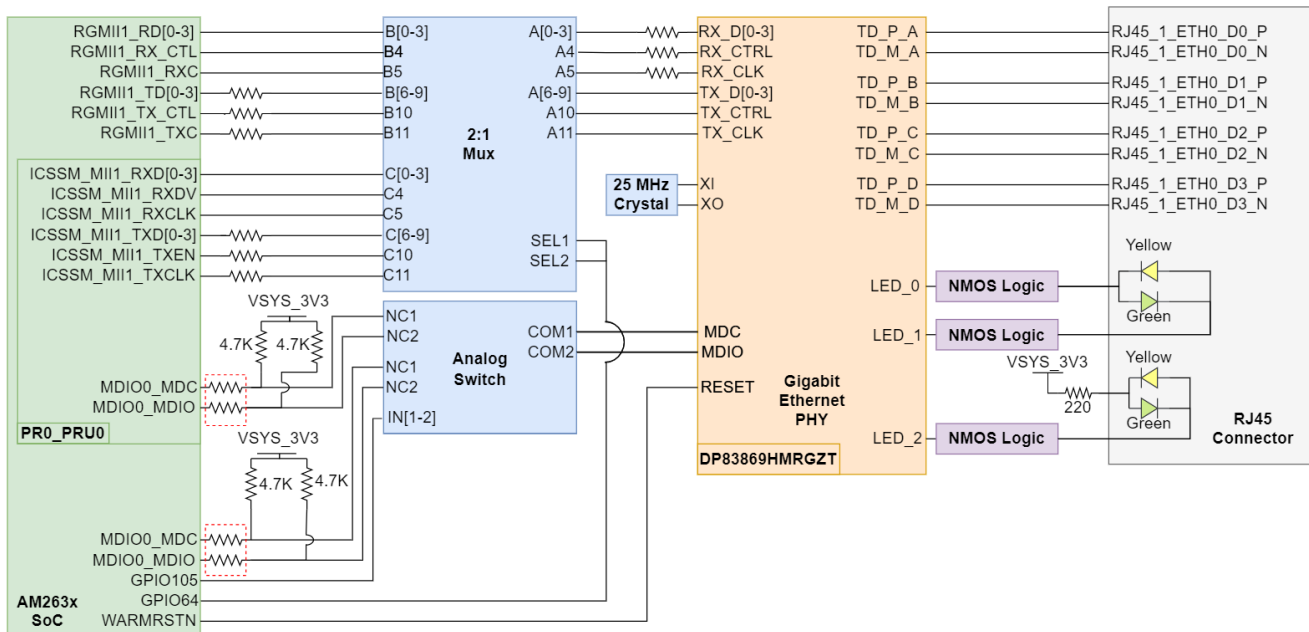 RGMII1_RD[0-3]
RGMII1_RX_CTL
RGMII1_RXC
RGMII1_TD[0-3]
RGMII1_TX_CTL
RGMII1_TXC
ICSSM_MII1_RXD[0-3]
ICSSM_MII1_RXDV
ICSSM_MII1_RXCLK
ICSSM_MII1_TXD[0-3]
ICSSM_MII1_TXEN
ICSSM_MII1_TXCLK
MDIO0_MDC
MDIO0_MDIO
PR0_PRU0
MDIO0_MDC
MDIO0_MDIO
GPIO105
GPIO64
WARMRSTN
AM263x
SoC
VSYS_3V3
4.7K
4.7K
VSYS_3V3
4.7K
4.7K
B[0-3]
B4
B5
B[6-9]
B10
B11
C[0-3]
C4
C5
C[6-9]
C10
C11
2:1
Mux
A[0-3]
A4
A5
A[6-9]
A10
A11
SEL1
SEL2
NC1
NC2
NC1
NC2
IN[1-2]
Analog
Switch
COM1
COM2
25 MHz
Crystal
RX_D[0-3]
RX_CTRL
RX_CLK
TX_D[0-3]
TX_CTRL
TX_CLK
XI
XO
MDC
MDIO
RESET
Gigabit
Ethernet
PHY
DP83869HMRGZT
TD_P_A
TD_M_A
TD_P_B
TD_M_B
TD_P_C
TD_M_C
TD_P_D
TD_M_D
LED_0
LED_1
LED_2
NMOS Logic
NMOS Logic
VSYS_3V3
220
NMOS Logic
RJ45_1_ETH0_D0_P
RJ45_1_ETH0_D0_N
RJ45_1_ETH0_D1_P
RJ45_1_ETH0_D1_N
RJ45_1_ETH0_D2_P
RJ45_1_ETH0_D2_N
RJ45_1_ETH0_D3_P
RJ45_1_ETH0_D3_N
Yellow
Green
Yellow
Green
RJ45
Connector